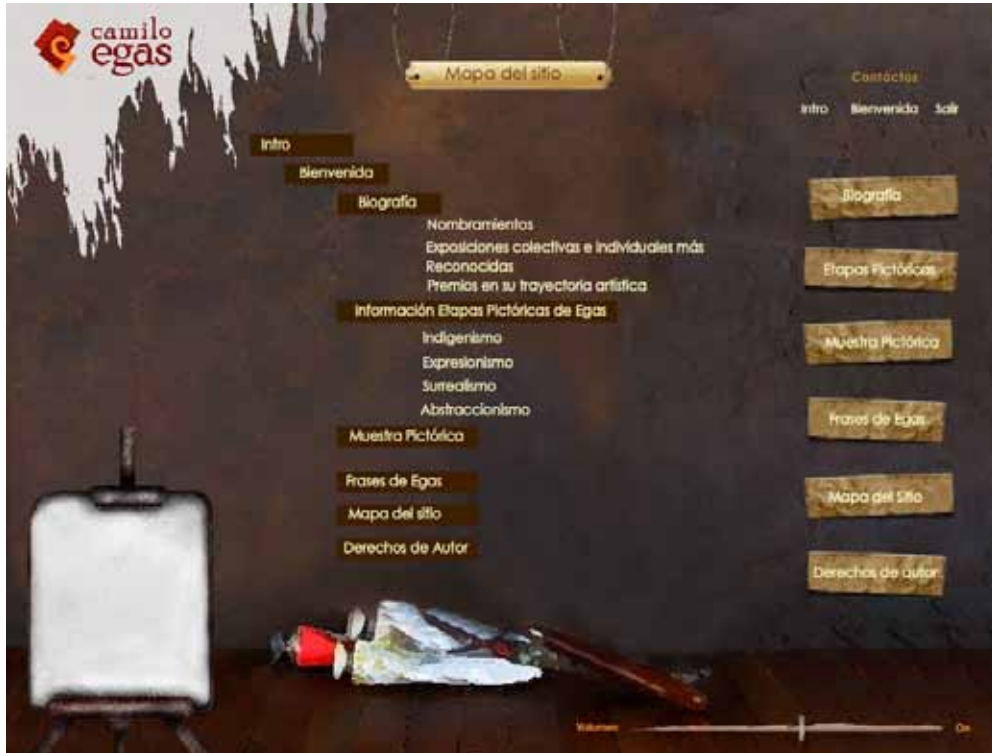 camilo
egas
Mapa del sitio
Contáctos
Intro Bienvenida Salir
Intro
Bienvenida
Biografía
Nombramientos
Exposiciones colectivas e individuales más
Reconocidas
Premios en su trayectoria artística
Información Etapas Pictóricas de Egas
Indigenismo
Expresionismo
Surrealismo
Abstraccionismo
Muestra Pictórica
Frases de Egas
Mapa del sitio
Derechos de Autor
Biografía
Etapas Pictóricas
Muestra Pictórica
Frases de Egas
Mapa del Sitio
Derechos de autor
Volumen
On